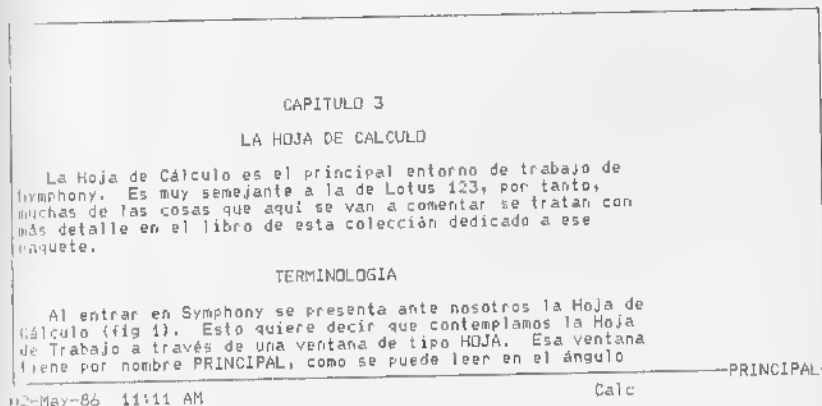 CAPITULO 3
LA HOJA DE CALCULO
La Hoja de Cálculo es el principal entorno de trabajo de
Symphony. Es muy semejante a la de Lotus 123, por tanto,
muchas de las cosas que aquí se van a comentar se tratan con
más detalle en el libro de esta colección dedicado a ese
paquete.
TERMINOLOGIA
Al entrar en Symphony se presenta ante nosotros la Hoja de
Cálculo (fig 1). Esto quiere decir que contemplamos la Hoja
de Trabajo a través de una ventana de tipo HOJA. Esa ventana
tiene por nombre PRINCIPAL, como se puede leer en el ángulo
PRINCIPAL
02-May-86 11:11 AM Calc